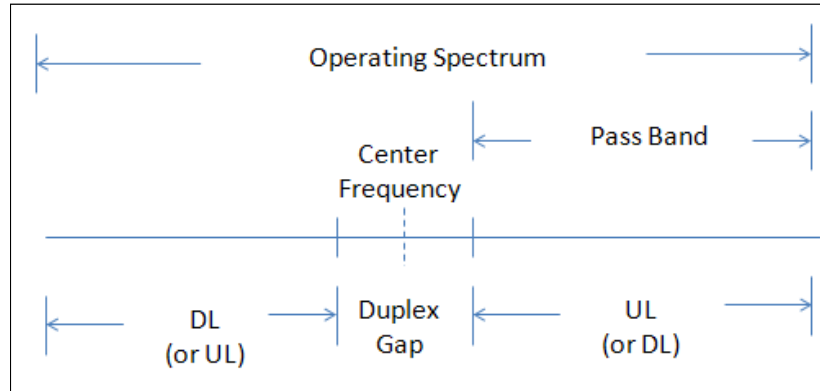 Operating Spectrum
Pass Band
Center
Frequency
DL
(or UL)
Duplex
Gap
UL
(or DL)